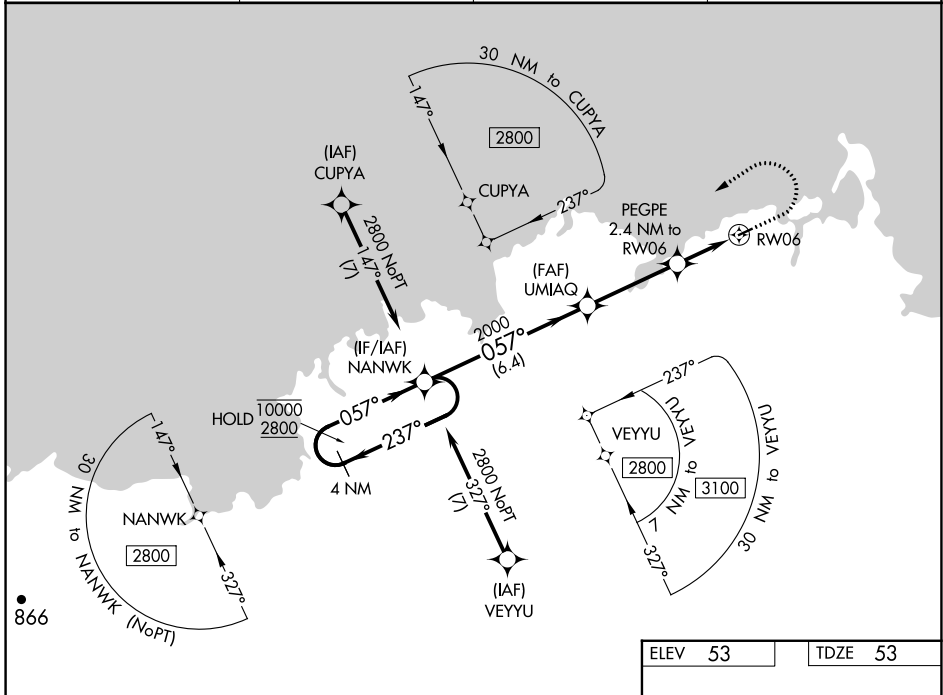 30 NM to CUPYA
147°
2800
CUPYA
237°
(IAF)
CUPYA
2800 NoPT
147°
(7)
PEGPE
2.4 NM to
RW06
RW06
(FAF)
UMIAQ
2000
057°
(6.4)
(IF/IAF)
NANWK
HOLD
10000
2800
057°
237°
4 NM
237°
VEYYU
2800
7 NM to VEYYU
3100
30 NM to VEYYU
327°
147°
NANWK
2800
327°
30 NM to NANWK (NoPT)
2800 NoPT
327°
(7)
(IAF)
VEYYU
866
ELEV 53
TDZE 53